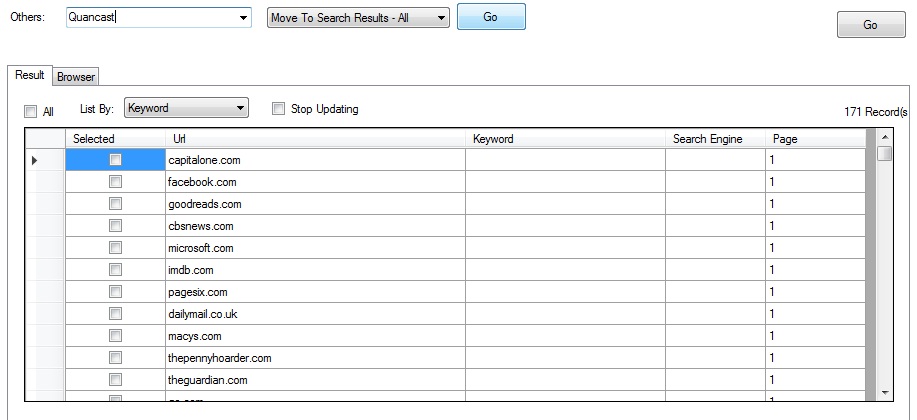 Others: Quancast Move To Search Results - All Go Go
Result Browser
All List By: Keyword Stop Updating 171 Record(s
Selected Url Keyword Search Engine Page
capitalone.com 1
facebook.com 1
goodreads.com 1
cbsnews.com 1
microsoft.com 1
imdb.com 1
pagesix.com 1
dailymail.co.uk 1
macys.com 1
thepennyhoarder.com 1
theguardian.com 1